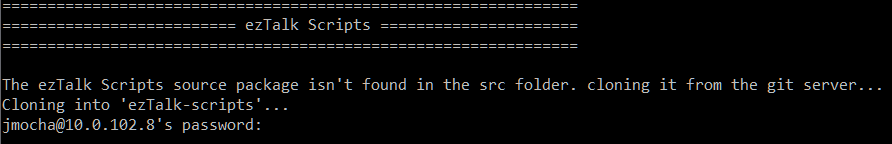 ================================================================
========================== ezTalk Scripts ======================
================================================================
The ezTalk Scripts source package isn't found in the src folder. cloning it from the git server...
Cloning into 'ezTalk-scripts'...
jmocha@10.0.102.8's password: